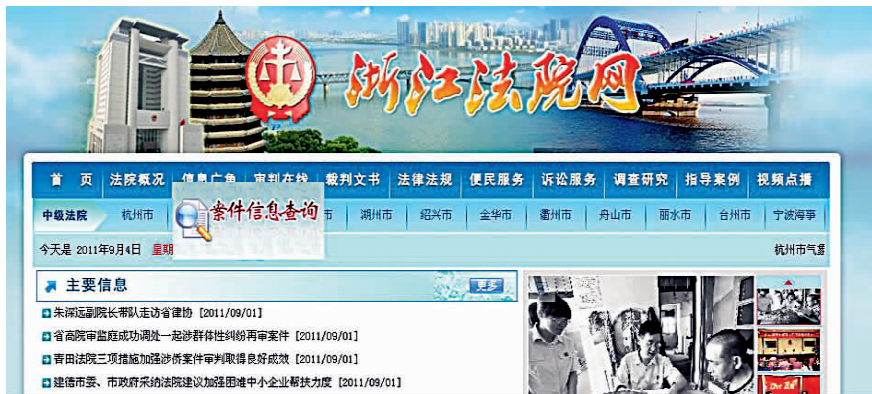 浙江法院网
首 页 法院概况 信息广角 审判在线 裁判文书 法律法规 便民服务 诉讼服务 调查研究 指导案例 视频点播
中级法院 杭州市 案件信息查询 市 湖州市 绍兴市 金华市 衢州市 舟山市 丽水市 台州市 宁波海事
今天是 2011年9月4日 星期
杭州市气
主要信息 更多
朱深远副院长带队走访省律协 [2011/09/01]
省高院审监庭成功调处一起涉群体性纠纷再审案件 [2011/09/01]
青田法院三项措施加强涉侨案件审判取得良好成效 [2011/09/01]
建德市委、市政府采纳法院建议加强困难中小企业帮扶力度 [2011/09/01]